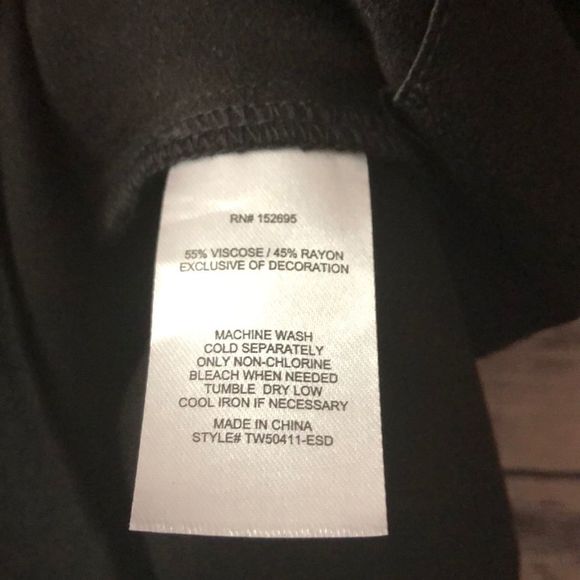 RN# 152695
55% VISCOSE / 45% RAYON
EXCLUSIVE OF DECORATION
MACHINE WASH
COLD SEPARATELY
ONLY NON-CHLORINE
BLEACH WHEN NEEDED
TUMBLE DRY LOW
COOL IRON IF NECESSARY
MADE IN CHINA
STYLE# TW50411-ESD